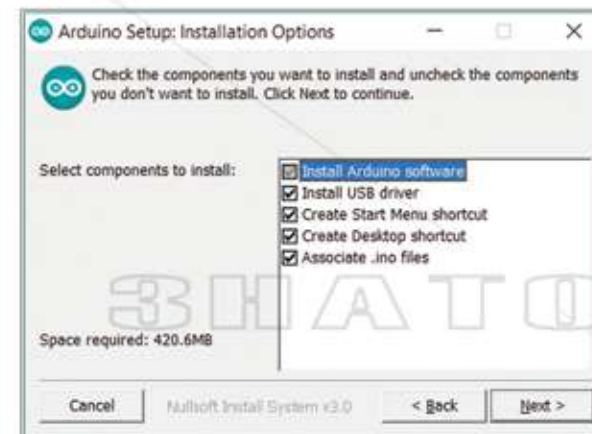 Arduino Setup: Installation Options
Check the components you want to install and uncheck the components
you don't want to install. Click Next to continue.
Select components to install:
Install Arduino software
Install USB driver
Create Start Menu shortcut
Create Desktop shortcut
Associate .ino files
ЗНАТО
Space required: 420.6MB
Cancel
Nullsoft Install System v3.0
< Back
Next >